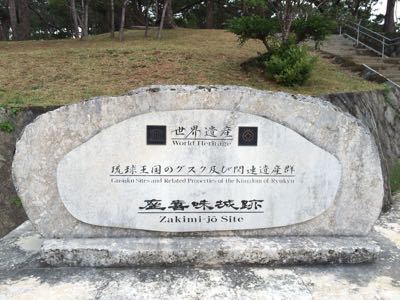 世界遺産
World Heritage
琉球王国のグスク及び関連遺産群
Gusuku Sites and Related Properties of the Kingdom of Ryukyu
座喜味城跡
Zakimi-jō Site